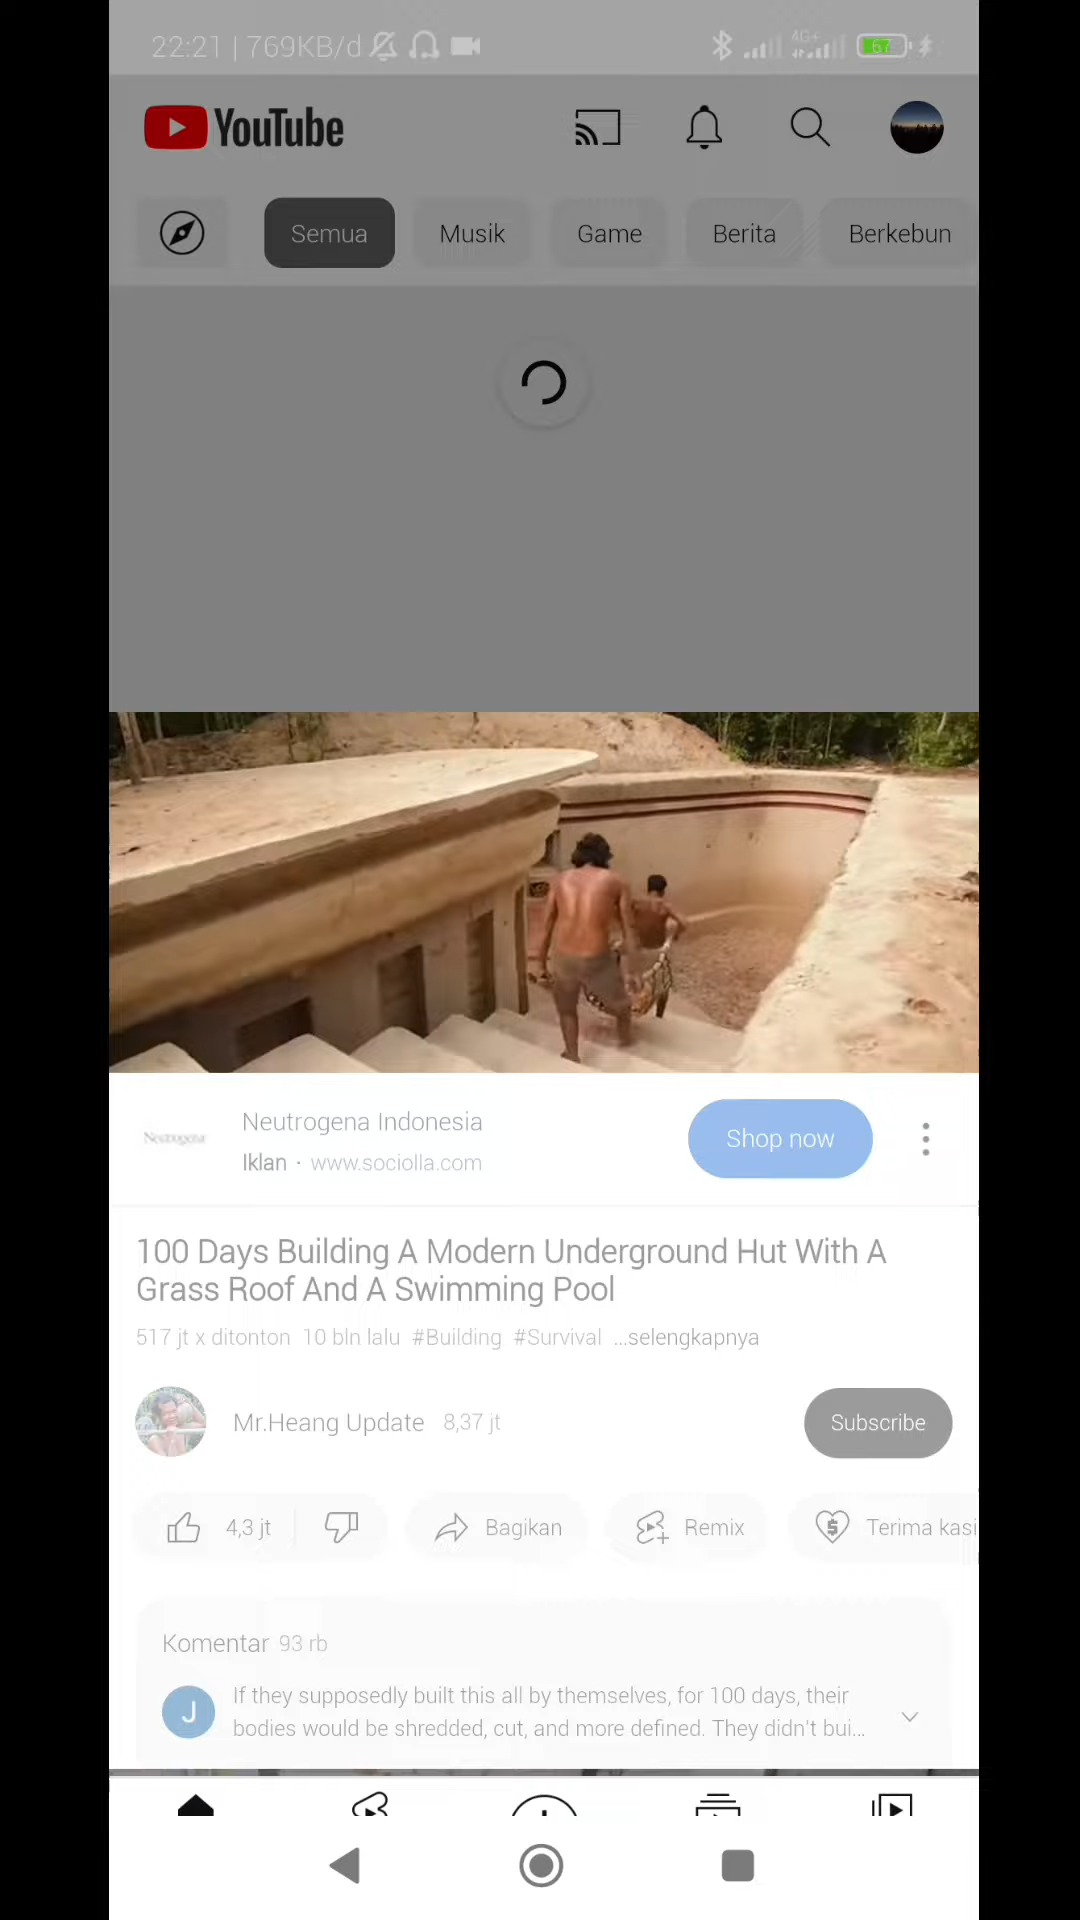 22:21 | 769KB/d
4G+
67
YouTube
Semua
Musik
Game
Berita
Berkebun
Neutrogena
Neutrogena Indonesia
Iklan · www.sociolla.com
Shop now
100 Days Building A Modern Underground Hut With A
Grass Roof And A Swimming Pool
517 jt x ditonton 10 bln lalu #Building #Survival ...selengkapnya
Mr.Heang Update 8,37 jt
Subscribe
4,3 jt
Bagikan
Remix
Terima kasi
Komentar 93 rb
J
If they supposedly built this all by themselves, for 100 days, their
bodies would be shredded, cut, and more defined. They didn't bui...